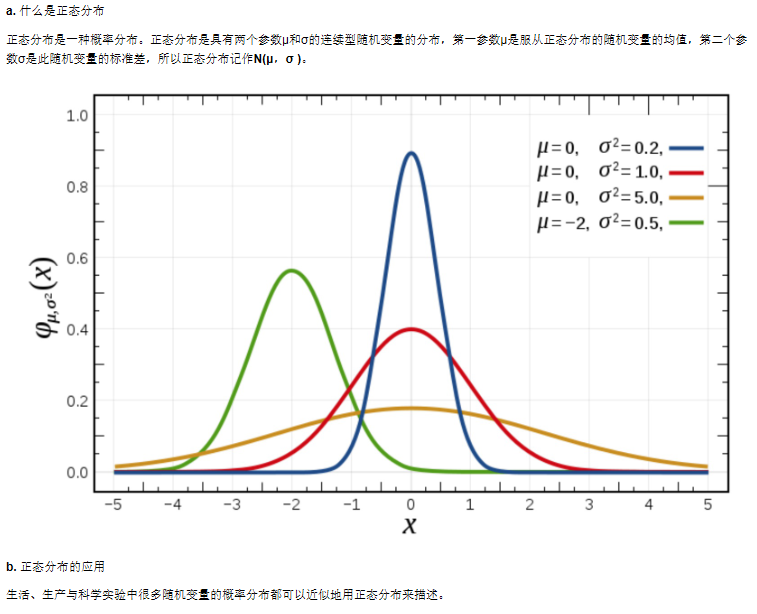 a. 什么是正态分布
正态分布是一种概率分布。正态分布是具有两个参数μ和σ的连续型随机变量的分布，第一参数μ是服从正态分布的随机变量的均值，第二个参
数σ是此随机变量的标准差，所以正态分布记作N(μ，σ )。
1.0
μ=0, σ²=0.2,
μ=0, σ²=1.0,
0.8
μ=0, σ²=5.0,
μ=−2, σ²=0.5,
0.6
φμ,σ²(x)
0.4
0.2
0.0
−5 −4 −3 −2 −1 0 1 2 3 4 5
x
b. 正态分布的应用
生活、生产与科学实验中很多随机变量的概率分布都可以近似地用正态分布来描述。